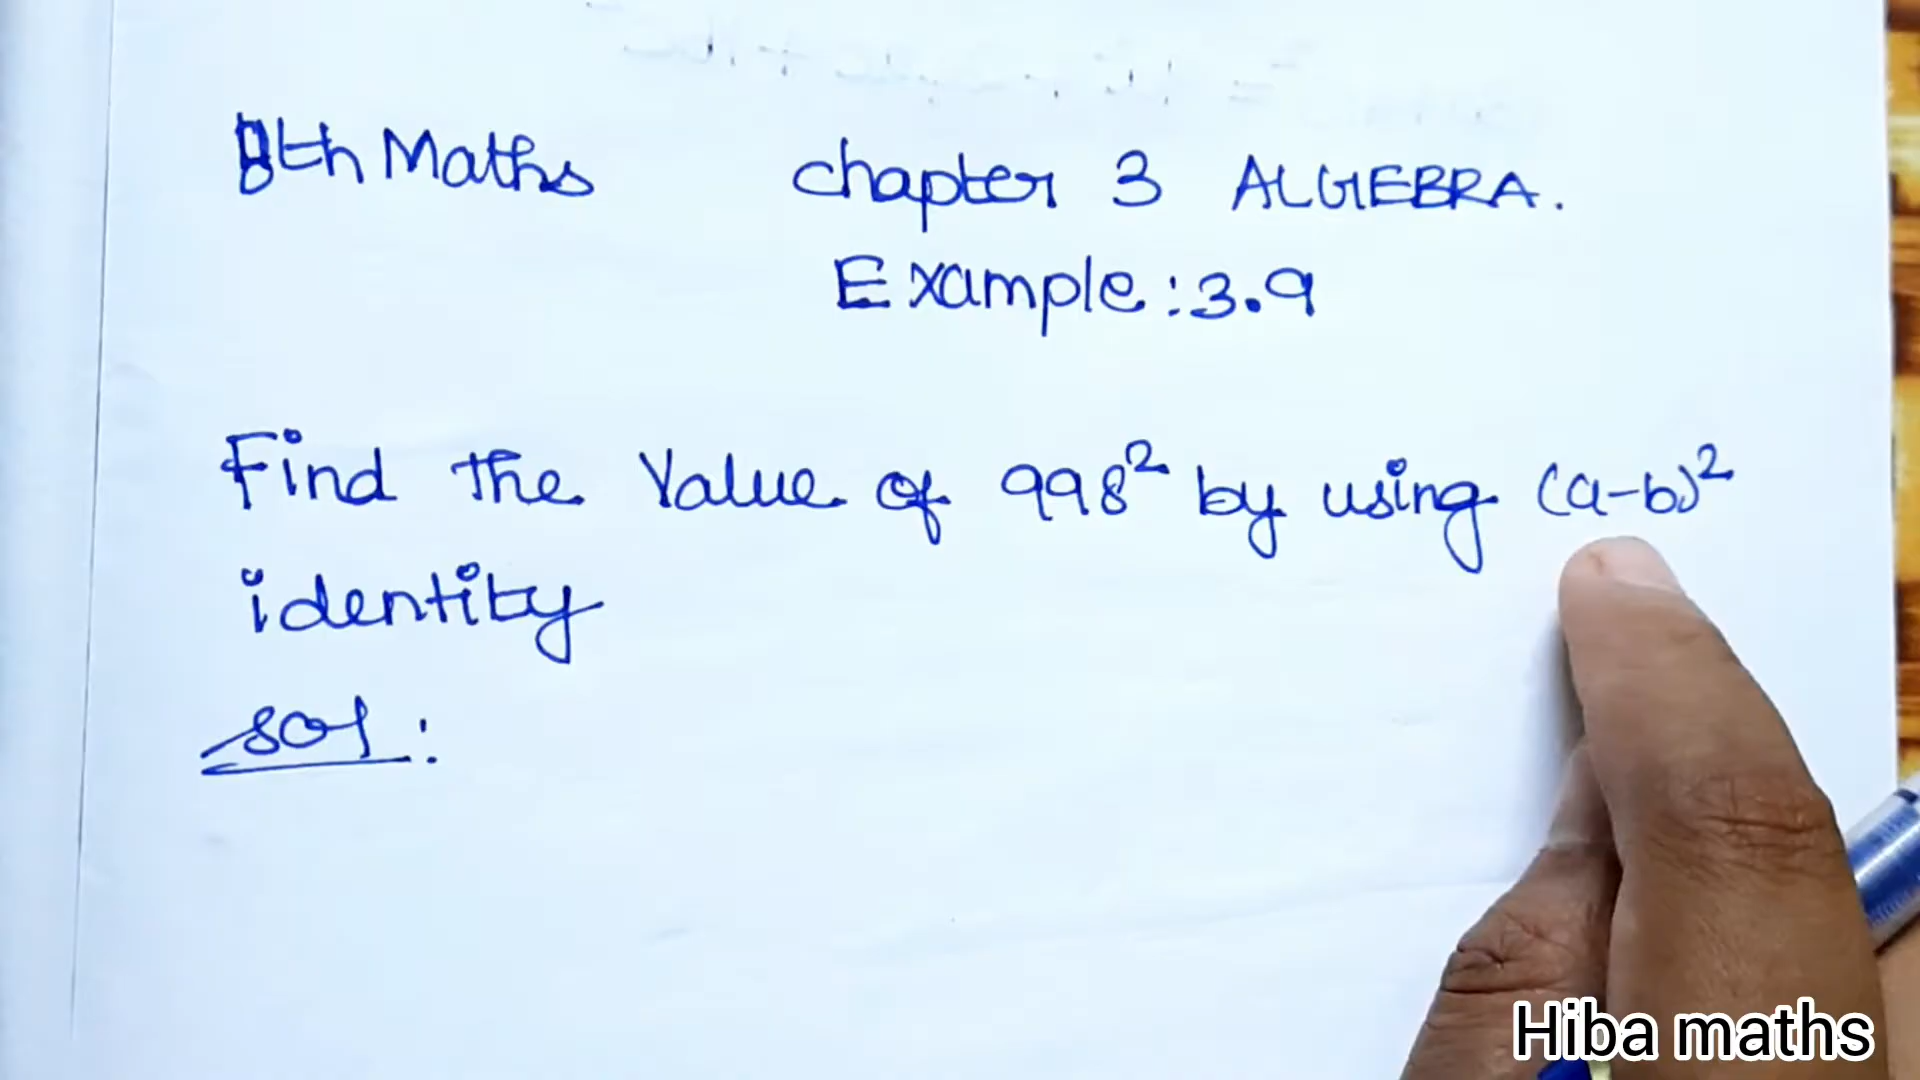 8th Maths chapter 3 ALGEBRA.
Example : 3.9
Find the Value of 998² by using (a-b)²
identity
sol :
Hiba maths